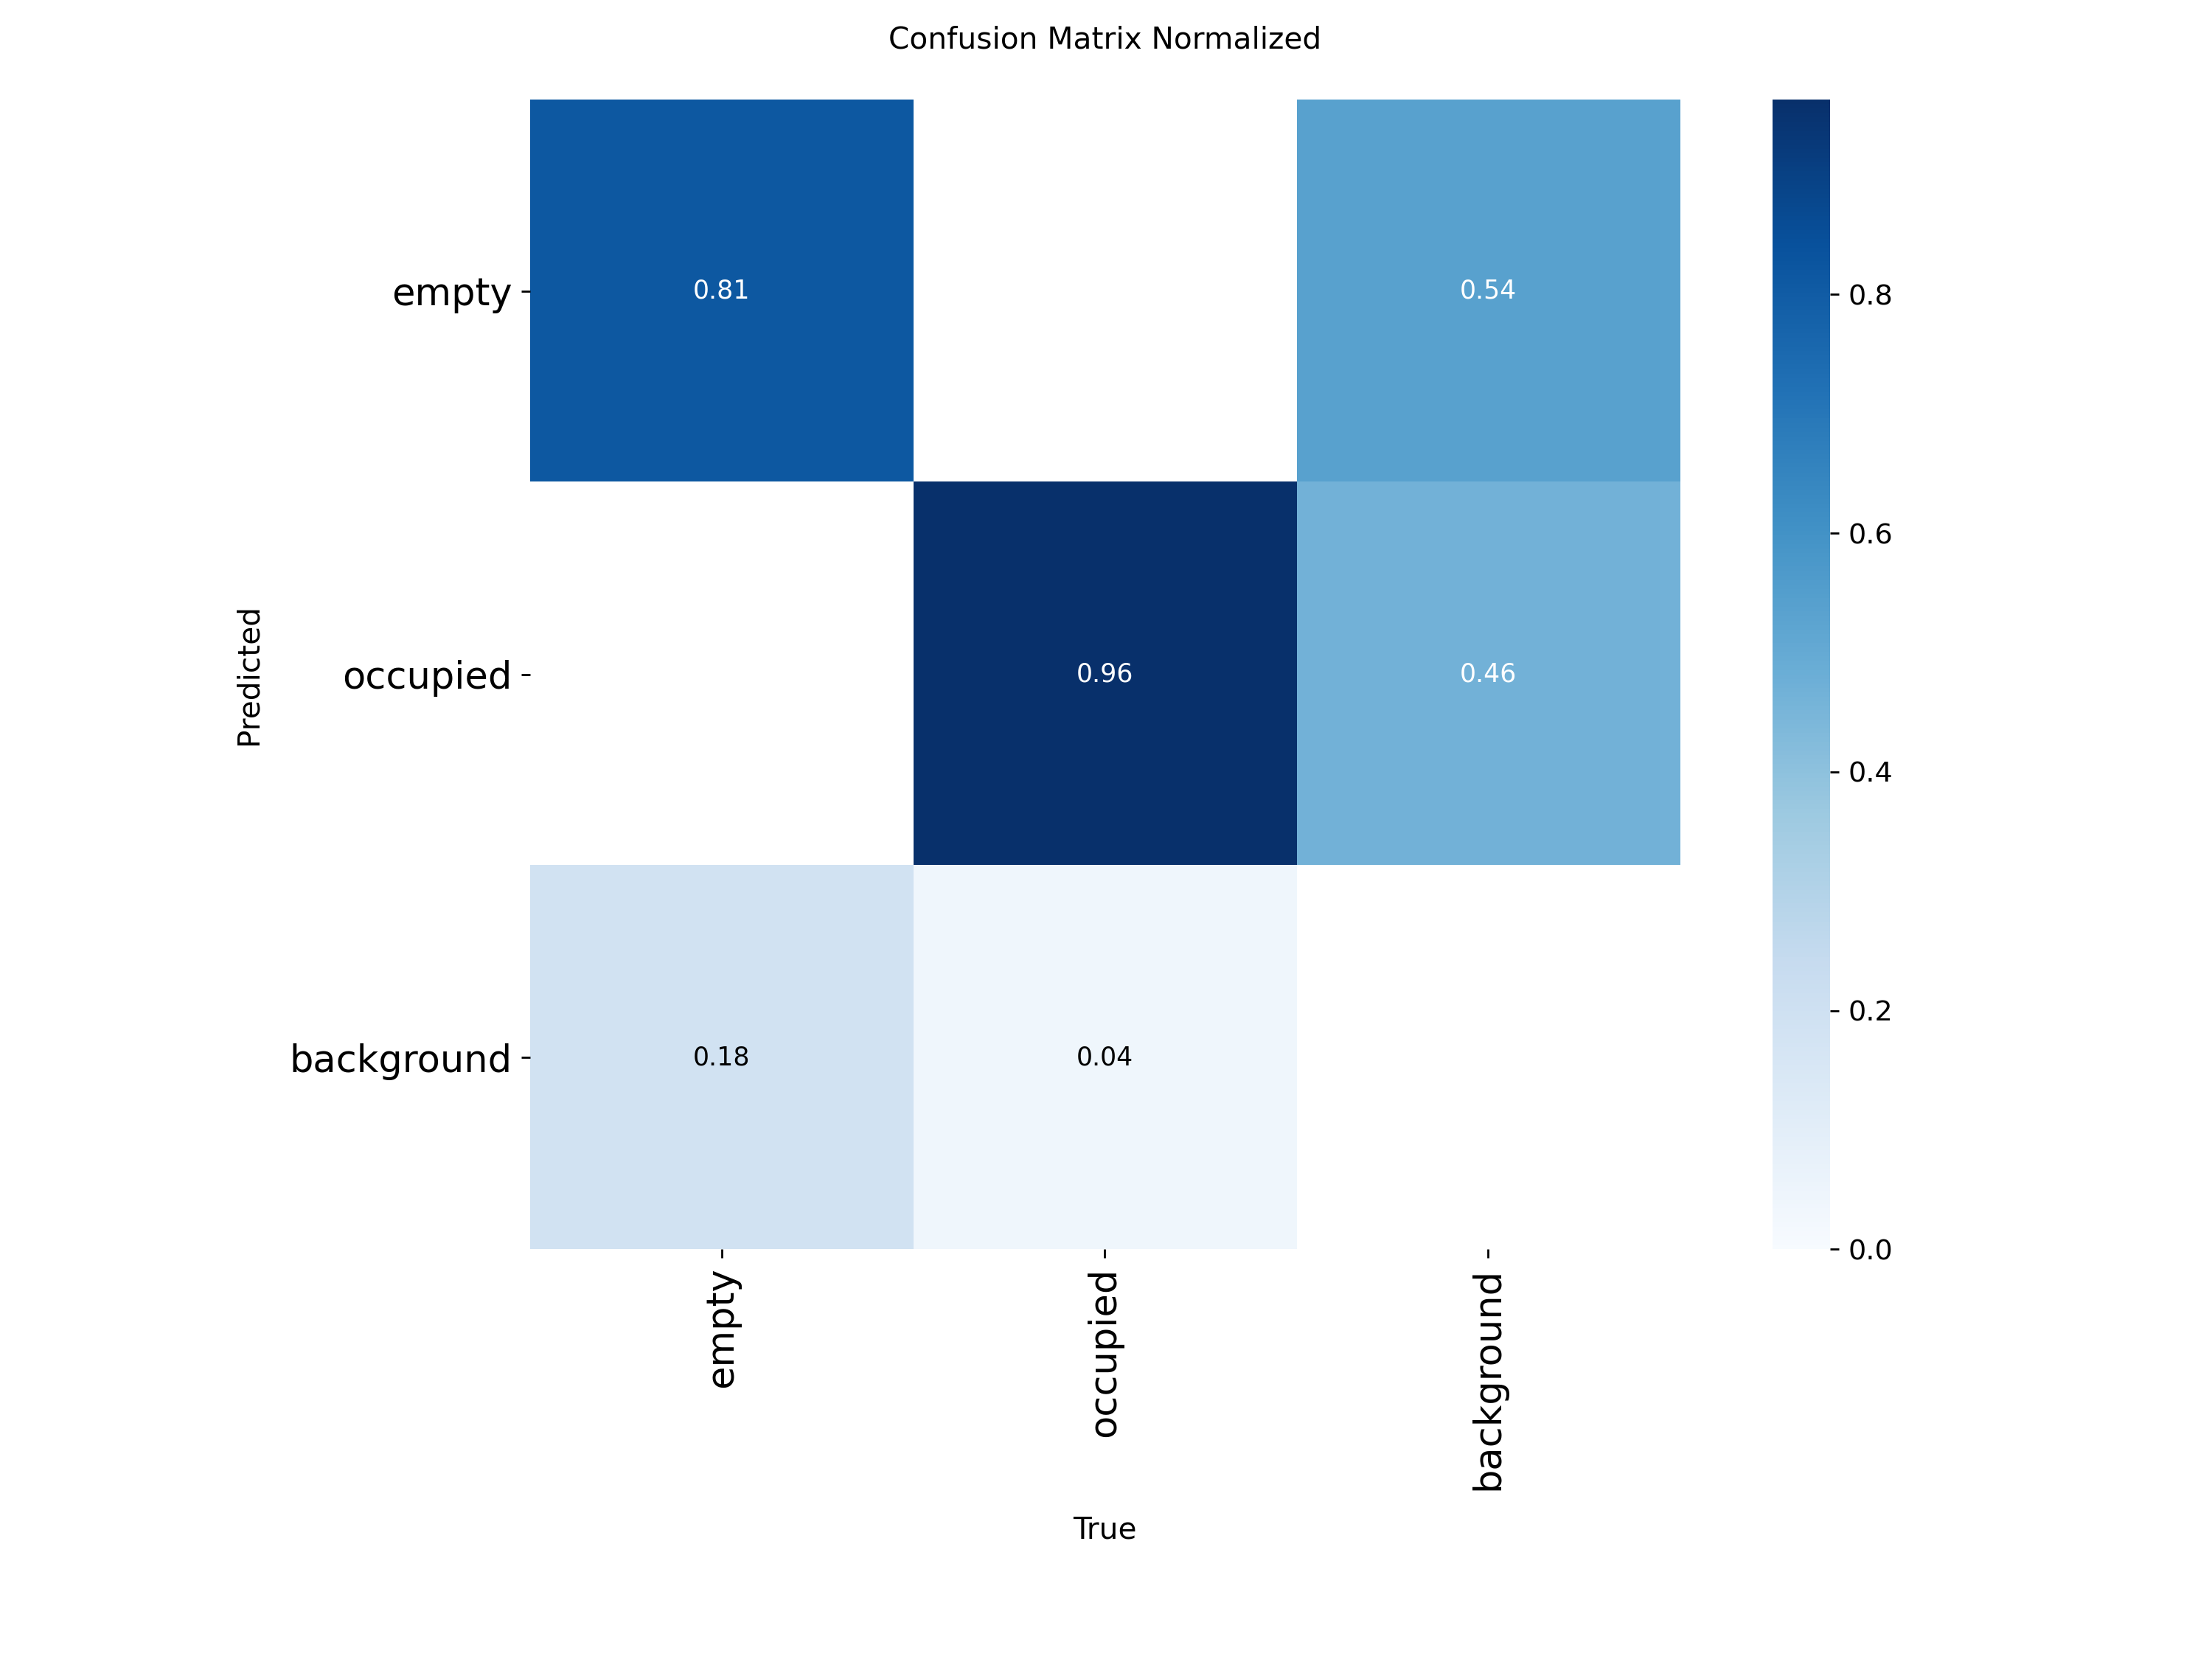 Confusion Matrix Normalized
empty
0.81
0.54
0.8
0.6
Predicted
occupied
0.96
0.46
0.4
background
0.18
0.04
0.2
0.0
empty
occupied
background
True